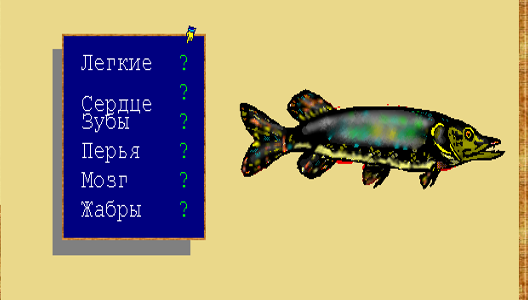 Легкие ?
?
Сердце
Зубы ?
Перья ?
Мозг ?
Жабры ?